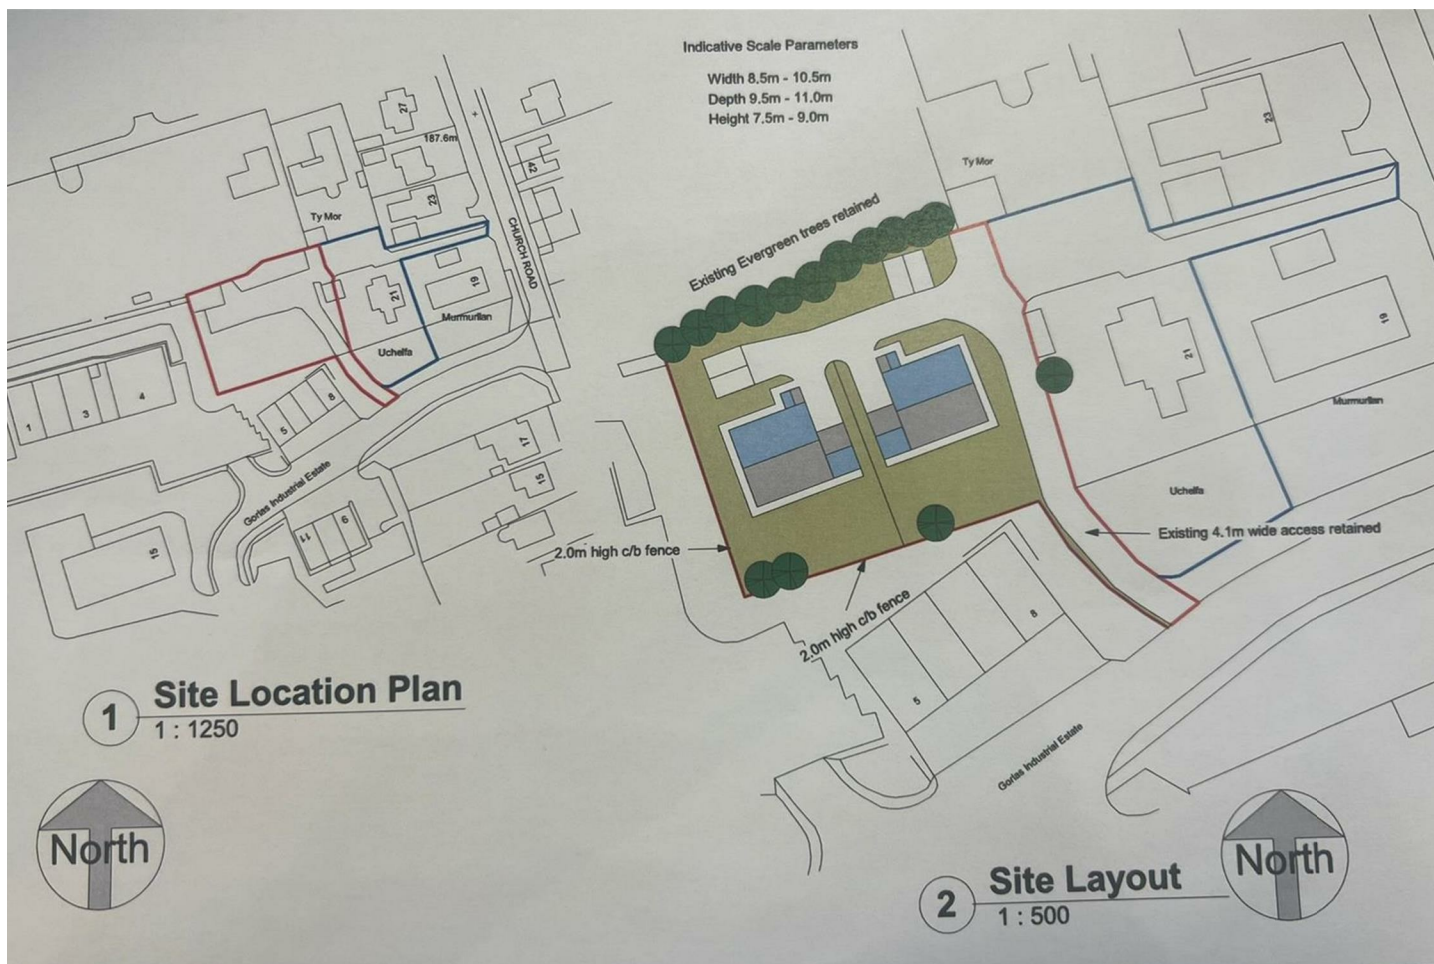 Indicative Scale Parameters
Width 8.5m - 10.5m
Depth 9.5m - 11.0m
Height 7.5m - 9.0m
27
187.6m
42
23
Ty Mor
CHURCH ROAD
21
19
Murmurllan
Uchelfa
1
3
4
5
8
17
15
Gorlas Industrial Estate
9
11
15
1 Site Location Plan
1 : 1250
North
Ty Mor
23
Existing Evergreen trees retained
21
19
Murmurllan
Uchelfa
Existing 4.1m wide access retained
2.0m high c/b fence
2.0m high c/b fence
8
5
Gorlas Industrial Estate
2 Site Layout
1 : 500
North